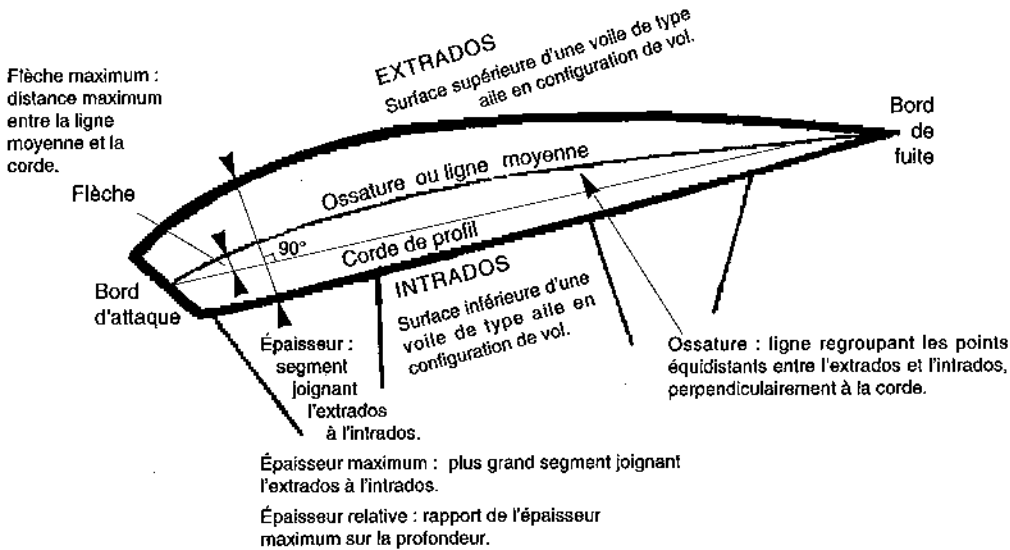 EXTRADOS
Surface supérieure d'une voile de type
aile en configuration de vol.
Flèche maximum :
distance maximum
entre la ligne
moyenne et la
corde.
Flèche
Bord
de
fuite
Ossature ou ligne moyenne
90°
Corde de profil
Bord
d'attaque
INTRADOS
Surface inférieure d'une
voile de type aile en
configuration de vol.
Épaisseur :
segment
joignant
l'extrados
à l'intrados.
Ossature : ligne regroupant les points
équidistants entre l'extrados et l'intrados,
perpendiculairement à la corde.
Épaisseur maximum : plus grand segment joignant
l'extrados à l'intrados.
Épaisseur relative : rapport de l'épaisseur
maximum sur la profondeur.